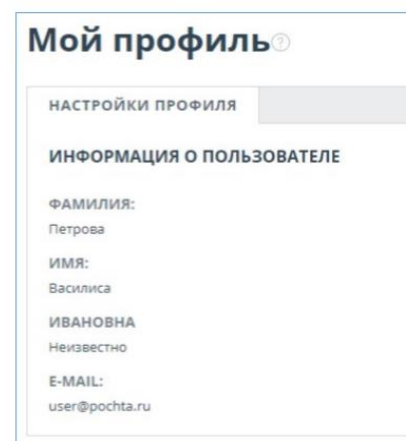 Мой профиль ?
НАСТРОЙКИ ПРОФИЛЯ
ИНФОРМАЦИЯ О ПОЛЬЗОВАТЕЛЕ
ФАМИЛИЯ:
Петрова
ИМЯ:
Василиса
ИВАНОВНА
Неизвестно
E-MAIL:
user@pochta.ru